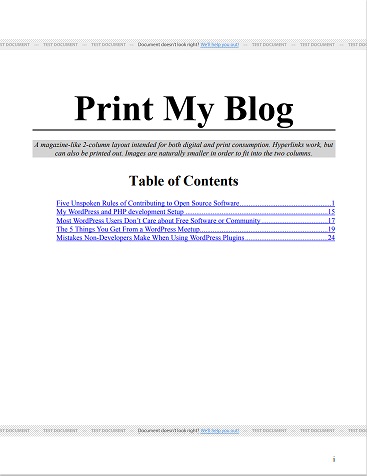 TEST DOCUMENT — TEST DOCUMENT — TEST DOCUMENT — Document doesn't look right? We'll help you out! — TEST DOCUMENT — TEST DOCUMENT — TEST DOCUMENT
Print My Blog
A magazine-like 2-column layout intended for both digital and print consumption. Hyperlinks work, but
can also be printed out. Images are naturally smaller in order to fit into the two columns.
Table of Contents
Five Unspoken Rules of Contributing to Open Source Software....1
My WordPress and PHP development Setup....15
Most WordPress Users Don't Care about Free Software or Community....17
The 5 Things You Get From a WordPress Meetup....19
Mistakes Non-Developers Make When Using WordPress Plugins....24
TEST DOCUMENT — TEST DOCUMENT — TEST DOCUMENT — Document doesn't look right? We'll help you out! — TEST DOCUMENT — TEST DOCUMENT — TEST DOCUMENT
i